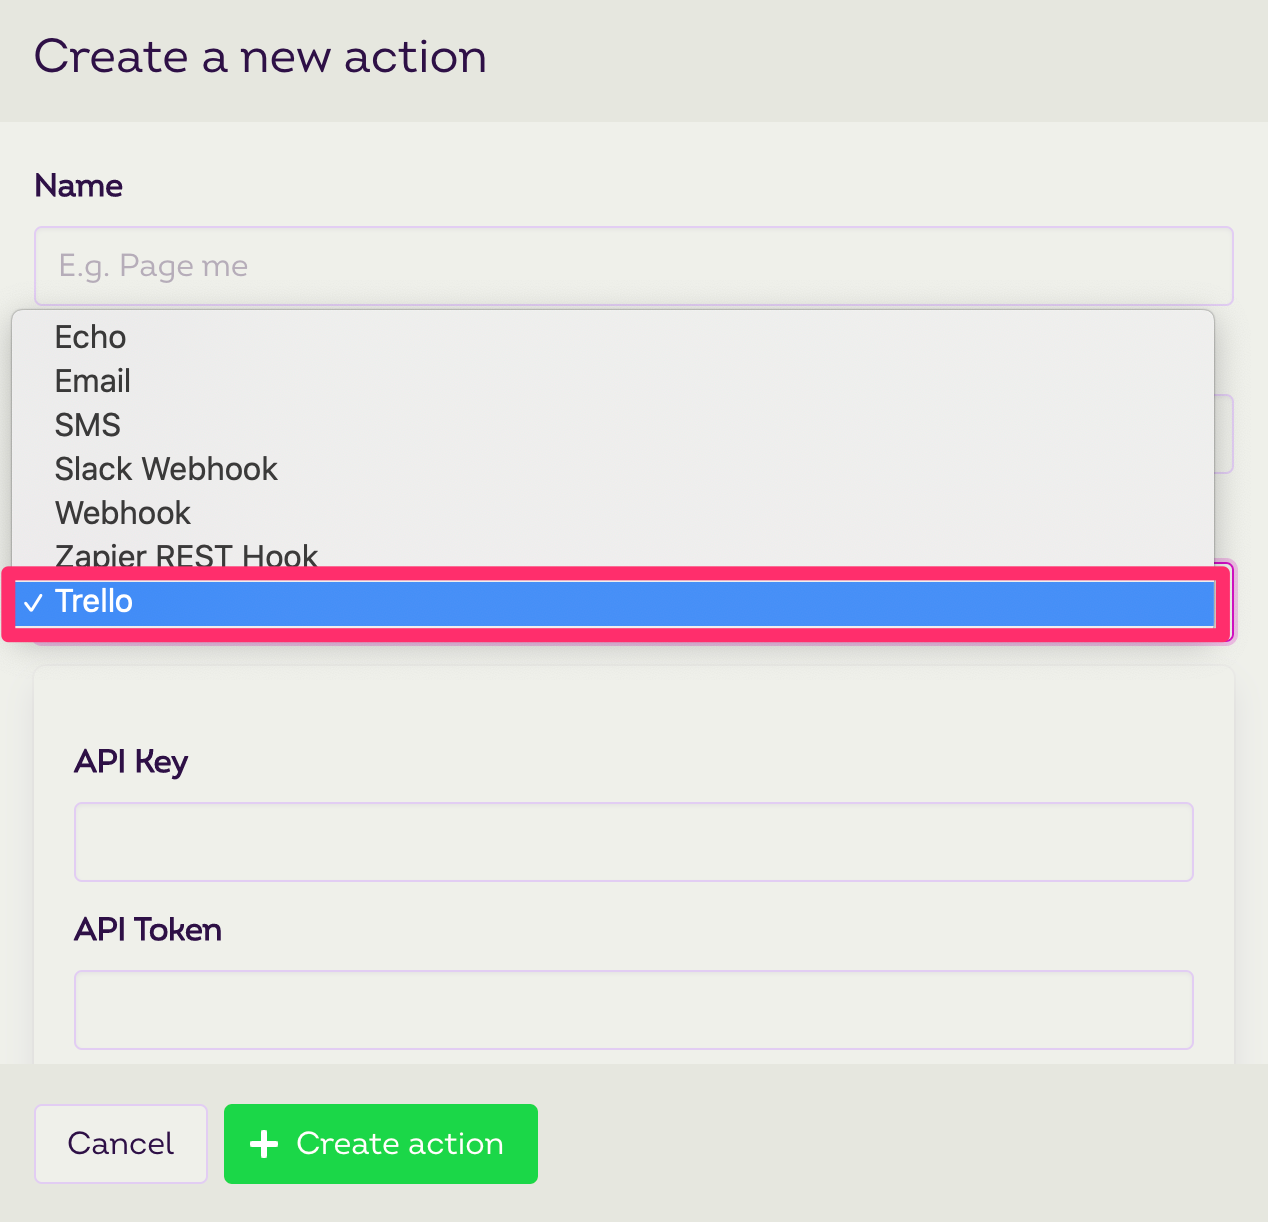 Create a new action
Name
E.g. Page me
Echo
Email
SMS
Slack Webhook
Webhook
Zapier REST Hook
✓ Trello
API Key
API Token
Cancel
+ Create action